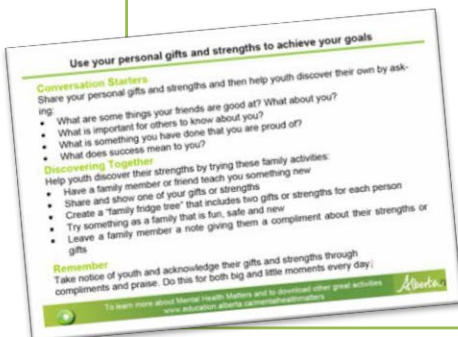 Use your personal gifts and strengths to achieve your goals
Conversation Starters
Share your personal gifts and strengths and then help youth discover their own by ask-
ing:
• What are some things your friends are good at? What about you?
• What is important for others to know about you?
• What is something you have done that you are proud of?
• What does success mean to you?
Discovering Together
Help youth discover their strengths by trying these family activities:
• Have a family member or friend teach you something new
• Share and show one of your gifts or strengths
• Create a "family fridge tree" that includes two gifts or strengths for each person
• Try something as a family that is fun, safe and new
• Leave a family member a note giving them a compliment about their strengths or
gifts
Remember
Take notice of youth and acknowledge their gifts and strengths through
compliments and praise. Do this for both big and little moments every day.
To learn more about Mental Health Matters and to download other great activities
www.education.alberta.ca/mentalhealthmatters
Alberta